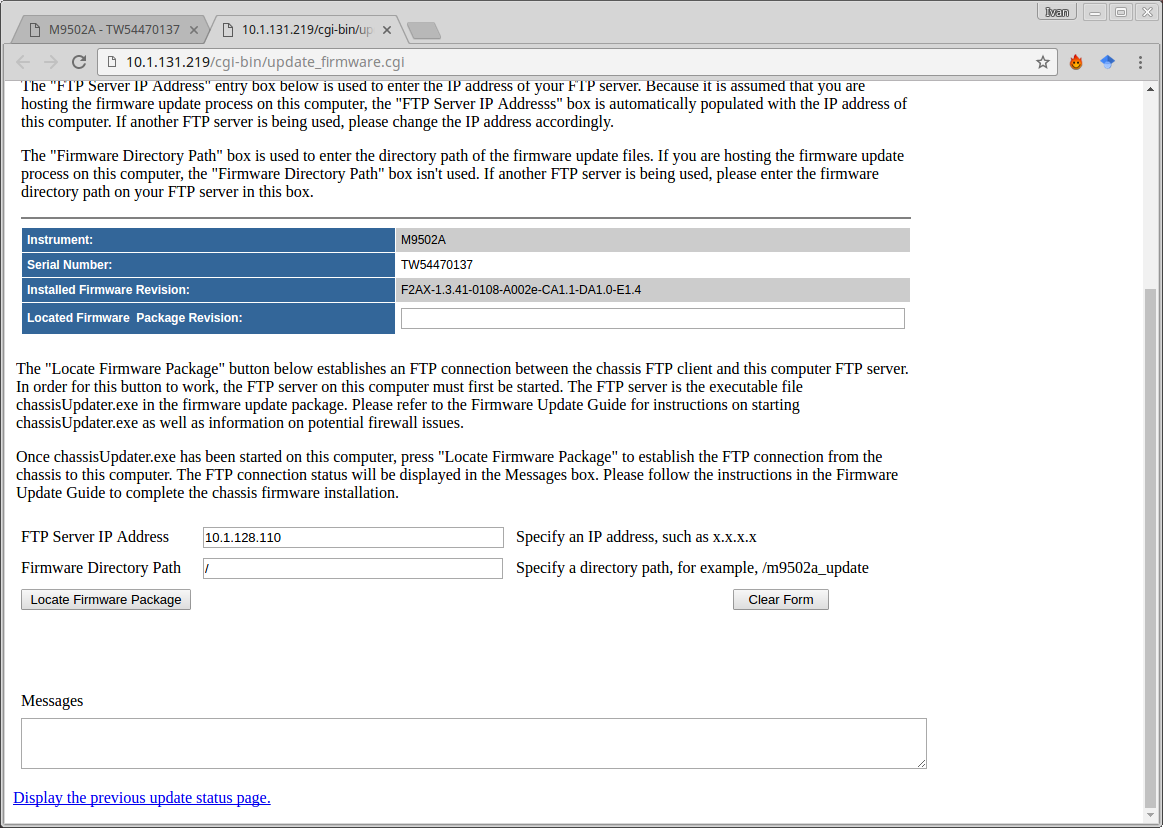 Ivan
M9502A - TW54470137
10.1.131.219/cgi-bin/up
10.1.131.219/cgi-bin/update_firmware.cgi
The "FTP Server IP Address" entry box below is used to enter the IP address of your FTP server. Because it is assumed that you are
hosting the firmware update process on this computer, the "FTP Server IP Addresss" box is automatically populated with the IP address of
this computer. If another FTP server is being used, please change the IP address accordingly.
The "Firmware Directory Path" box is used to enter the directory path of the firmware update files. If you are hosting the firmware update
process on this computer, the "Firmware Directory Path" box isn't used. If another FTP server is being used, please enter the firmware
directory path on your FTP server in this box.
Instrument: M9502A
Serial Number: TW54470137
Installed Firmware Revision: F2AX-1.3.41-0108-A002e-CA1.1-DA1.0-E1.4
Located Firmware Package Revision:
The "Locate Firmware Package" button below establishes an FTP connection between the chassis FTP client and this computer FTP server.
In order for this button to work, the FTP server on this computer must first be started. The FTP server is the executable file
chassisUpdater.exe in the firmware update package. Please refer to the Firmware Update Guide for instructions on starting
chassisUpdater.exe as well as information on potential firewall issues.
Once chassisUpdater.exe has been started on this computer, press "Locate Firmware Package" to establish the FTP connection from the
chassis to this computer. The FTP connection status will be displayed in the Messages box. Please follow the instructions in the Firmware
Update Guide to complete the chassis firmware installation.
FTP Server IP Address 10.1.128.110 Specify an IP address, such as x.x.x.x
Firmware Directory Path / Specify a directory path, for example, /m9502a_update
Locate Firmware Package Clear Form
Messages
Display the previous update status page.